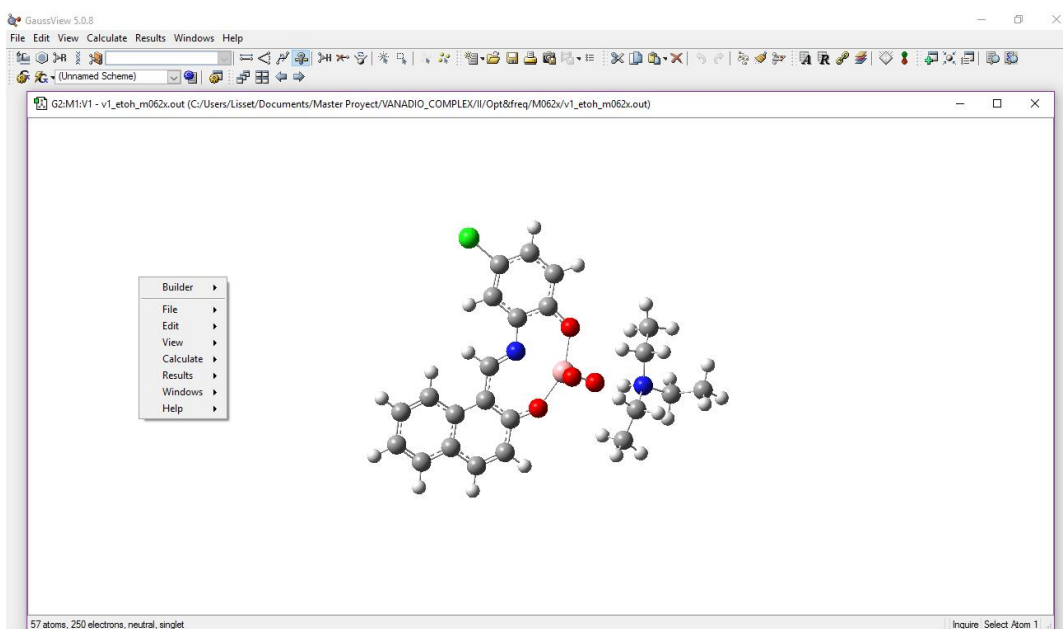 GaussView 5.0.8
File Edit View Calculate Results Windows Help
(Unnamed Scheme)
G2:M1:V1 - v1_etoh_m062x.out (C:/Users/Lisset/Documents/Master Proyect/VANADIO_COMPLEX/II/Opt&freq/M062x/v1_etoh_m062x.out)
Builder
File
Edit
View
Calculate
Results
Windows
Help
57 atoms, 250 electrons, neutral, singlet
Inquire Select Atom 1